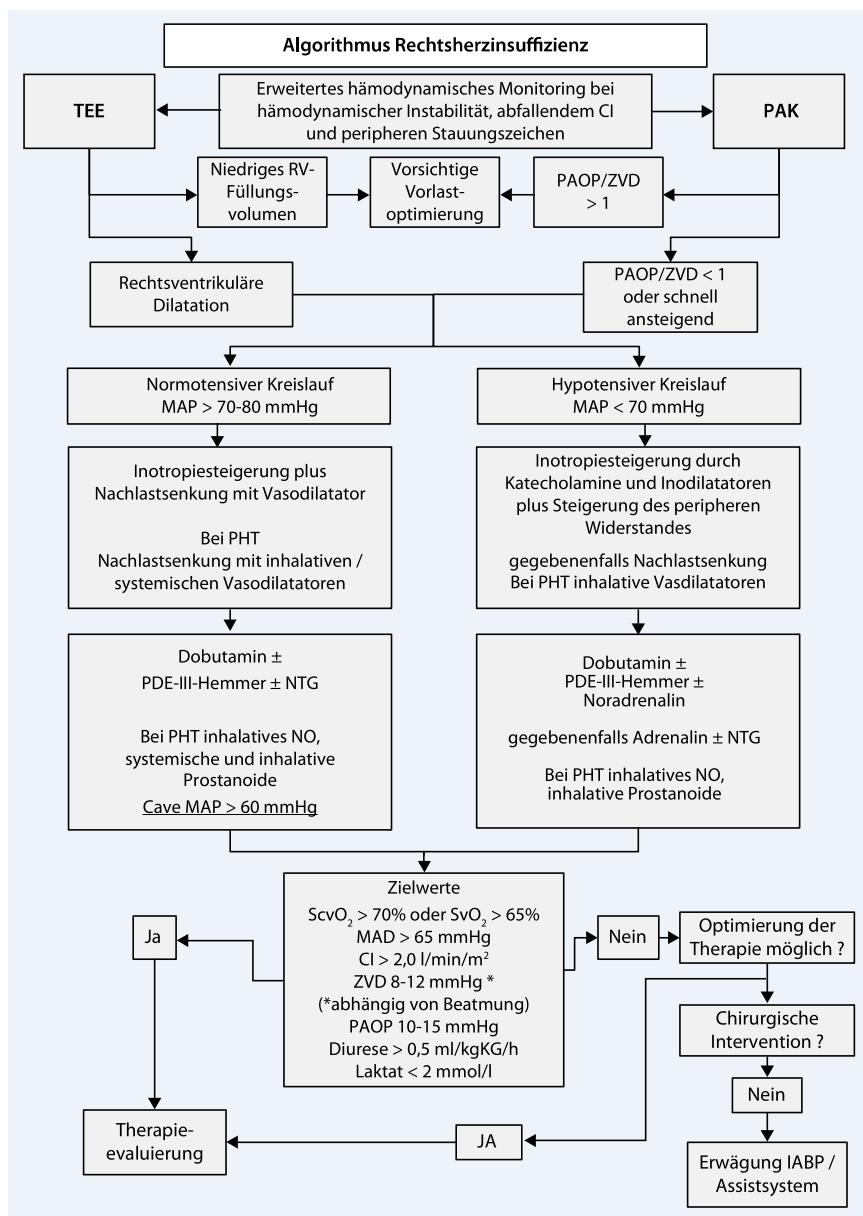 Algorithmus Rechtsherzinsuffizienz
TEE
Erweitertes hämodynamisches Monitoring bei
hämodynamischer Instabilität, abfallendem CI
und peripheren Stauungszeichen
PAK
Niedriges RV-
Füllungs-
volumen
Vorsichtige
Vorlast-
optimierung
PAOP/ZVD
> 1
Rechtsventrikuläre
Dilatation
PAOP/ZVD < 1
oder schnell
ansteigend
Normotensiver Kreislauf
MAP > 70-80 mmHg
Hypotensiver Kreislauf
MAP < 70 mmHg
Inotropiesteigerung plus
Nachlastsenkung mit Vasodilatator
Bei PHT
Nachlastsenkung mit inhalativen /
systemischen Vasodilatatoren
Inotropiesteigerung durch
Katecholamine und Inodilatatoren
plus Steigerung des peripheren
Widerstandes
gegebenenfalls Nachlastsenkung
Bei PHT inhalative Vasdilatatoren
Dobutamin ±
PDE-III-Hemmer ± NTG
Bei PHT inhalatives NO,
systemische und inhalative
Prostanoide
Cave MAP > 60 mmHg
Dobutamin ±
PDE-III-Hemmer ±
Noradrenalin
gegebenenfalls Adrenalin ± NTG
Bei PHT inhalatives NO,
inhalative Prostanoide
Zielwerte
ScvO₂ > 70% oder SvO₂ > 65%
MAD > 65 mmHg
CI > 2,0 l/min/m²
ZVD 8-12 mmHg *
(*abhängig von Beatmung)
PAOP 10-15 mmHg
Diurese > 0,5 ml/kgKG/h
Laktat < 2 mmol/l
Ja
Nein
Optimierung der
Therapie möglich ?
Chirurgische
Intervention ?
Nein
Therapie-
evaluierung
JA
Erwägung IABP /
Assistsystem